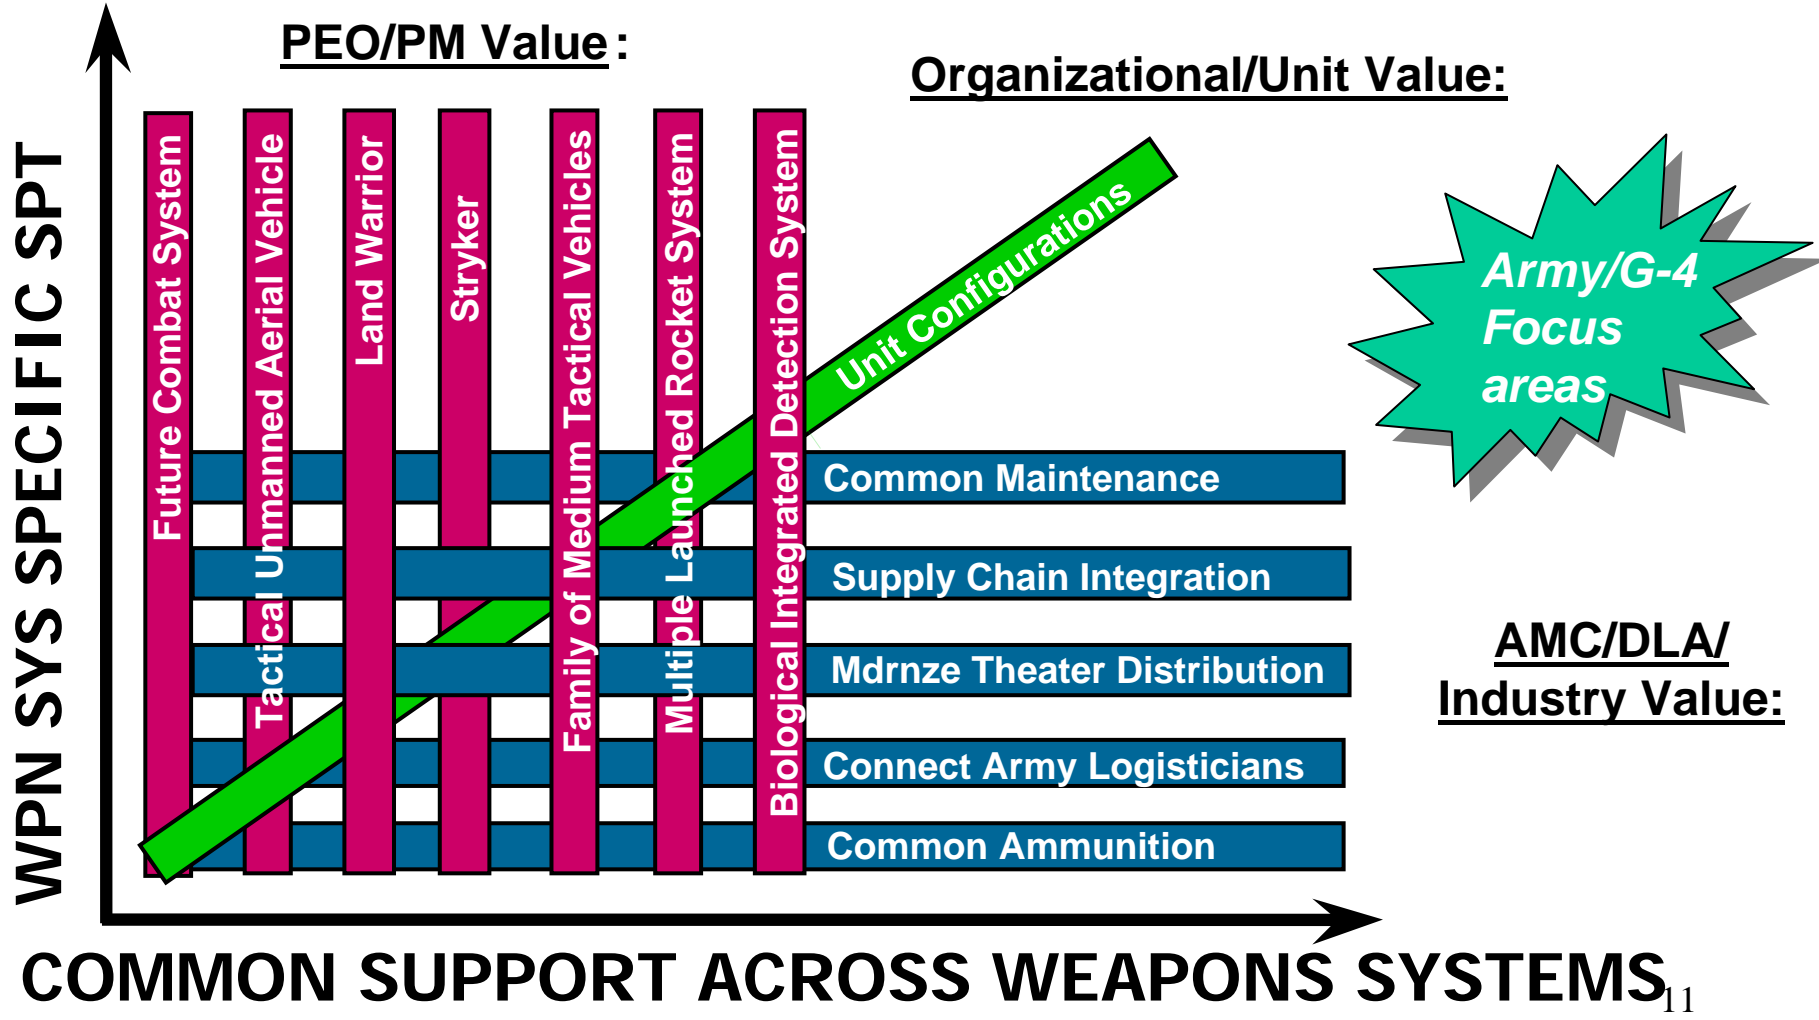 PEO/PM Value:
Organizational/Unit Value:
WPN SYS SPECIFIC SPT
Future Combat System
Tactical Unmanned Aerial Vehicle
Land Warrior
Stryker
Family of Medium Tactical Vehicles
Multiple Launched Rocket System
Biological Integrated Detection System
Unit Configurations
Army/G-4
Focus
areas
Common Maintenance
Supply Chain Integration
Mdrnze Theater Distribution
Connect Army Logisticians
Common Ammunition
AMC/DLA/
Industry Value:
COMMON SUPPORT ACROSS WEAPONS SYSTEMS
11